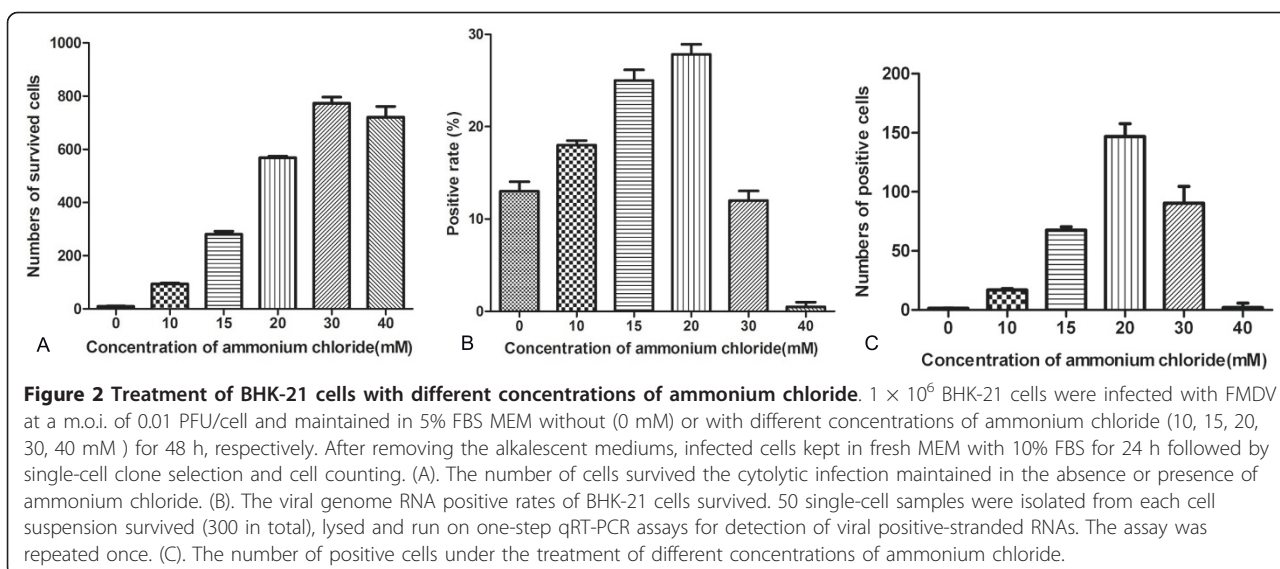 1000
800
600
400
200
0
Numbers of survived cells
0 10 15 20 30 40
A Concentration of ammonium chloride(mM)
30
20
10
0
Positive rate (%)
0 10 15 20 30 40
B Concentration of ammonium chloride(mM)
200
150
100
50
0
Numbers of positive cells
0 10 15 20 30 40
C Concentration of ammonium chloride(mM)
Figure 2 Treatment of BHK-21 cells with different concentrations of ammonium chloride. 1 × 10⁶ BHK-21 cells were infected with FMDV
at a m.o.i. of 0.01 PFU/cell and maintained in 5% FBS MEM without (0 mM) or with different concentrations of ammonium chloride (10, 15, 20,
30, 40 mM ) for 48 h, respectively. After removing the alkalescent mediums, infected cells kept in fresh MEM with 10% FBS for 24 h followed by
single-cell clone selection and cell counting. (A). The number of cells survived the cytolytic infection maintained in the absence or presence of
ammonium chloride. (B). The viral genome RNA positive rates of BHK-21 cells survived. 50 single-cell samples were isolated from each cell
suspension survived (300 in total), lysed and run on one-step qRT-PCR assays for detection of viral positive-stranded RNAs. The assay was
repeated once. (C). The number of positive cells under the treatment of different concentrations of ammonium chloride.